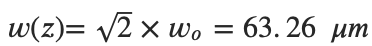 w(z)= √2 × wₒ = 63.26 μm